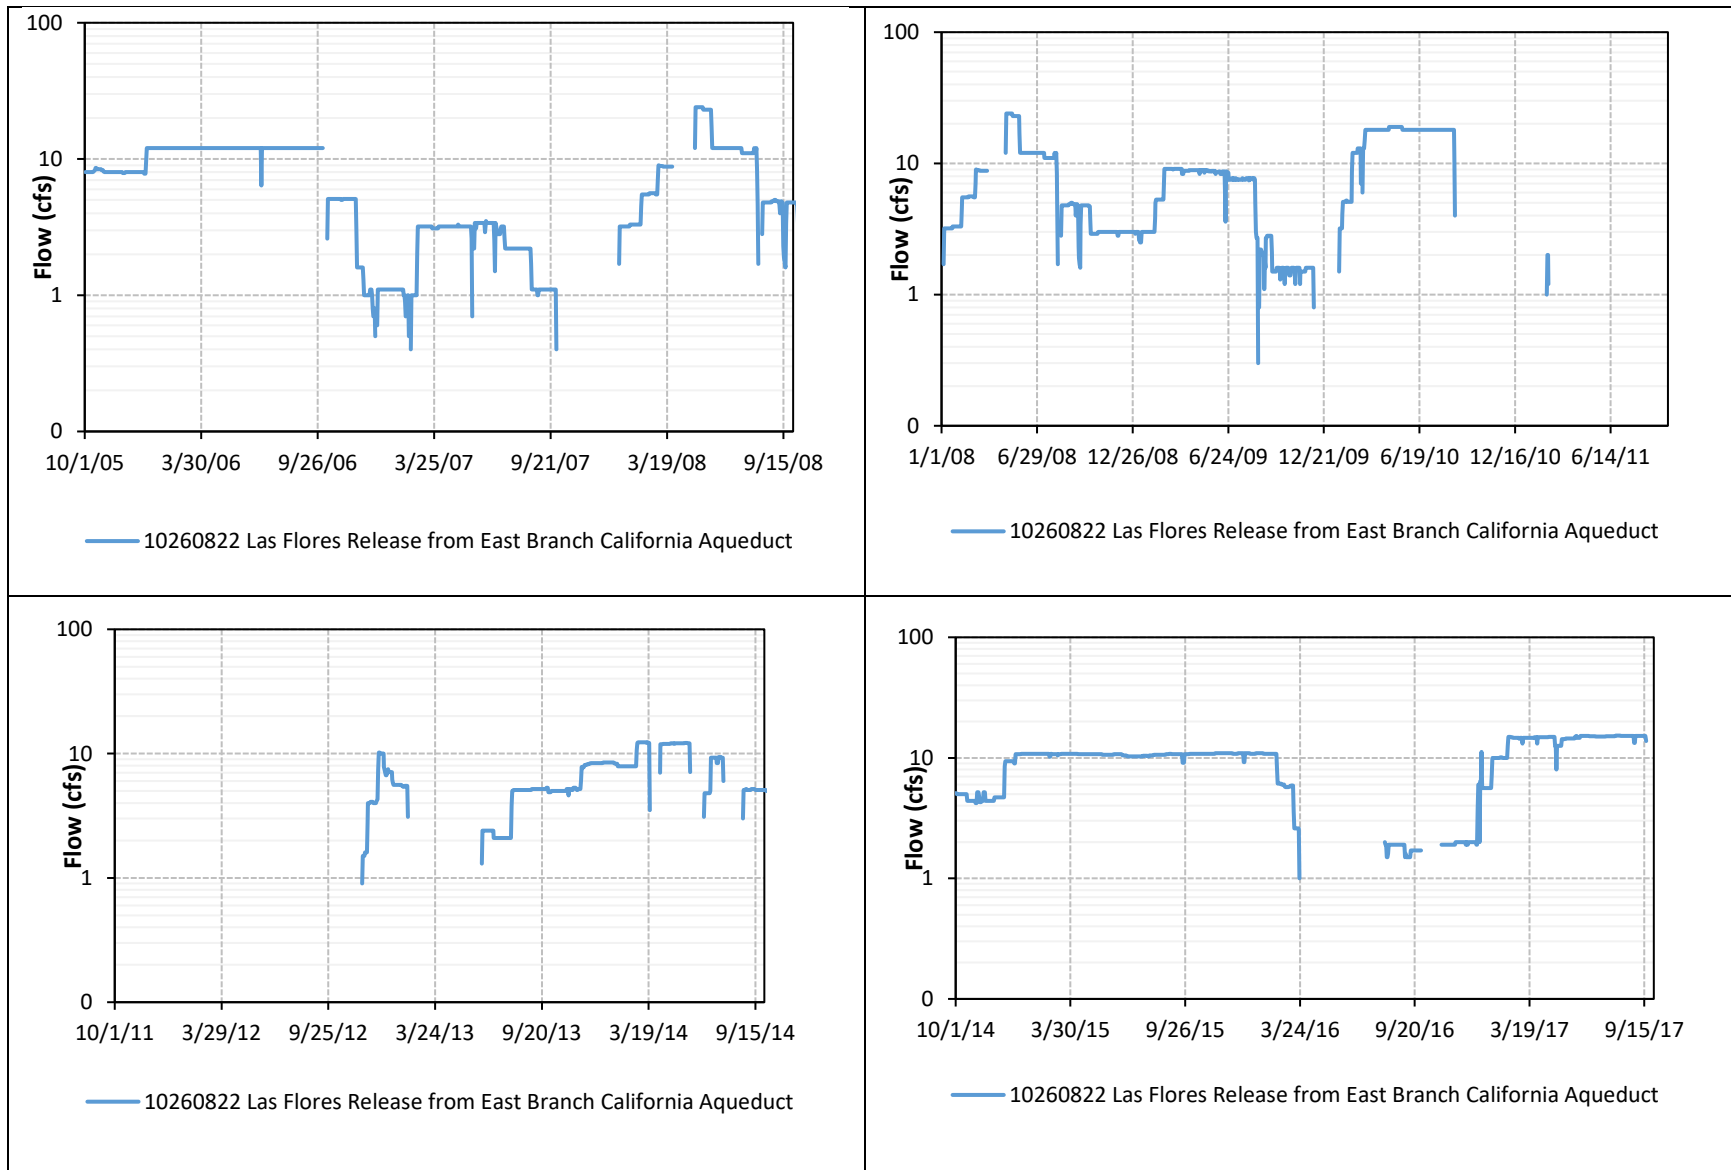 100
10
1
0
Flow (cfs)
10/1/05 3/30/06 9/26/06 3/25/07 9/21/07 3/19/08 9/15/08
10260822 Las Flores Release from East Branch California Aqueduct
100
10
1
0
Flow (cfs)
1/1/08 6/29/08 12/26/08 6/24/09 12/21/09 6/19/10 12/16/10 6/14/11
10260822 Las Flores Release from East Branch California Aqueduct
100
10
1
0
Flow (cfs)
10/1/11 3/29/12 9/25/12 3/24/13 9/20/13 3/19/14 9/15/14
10260822 Las Flores Release from East Branch California Aqueduct
100
10
1
0
Flow (cfs)
10/1/14 3/30/15 9/26/15 3/24/16 9/20/16 3/19/17 9/15/17
10260822 Las Flores Release from East Branch California Aqueduct